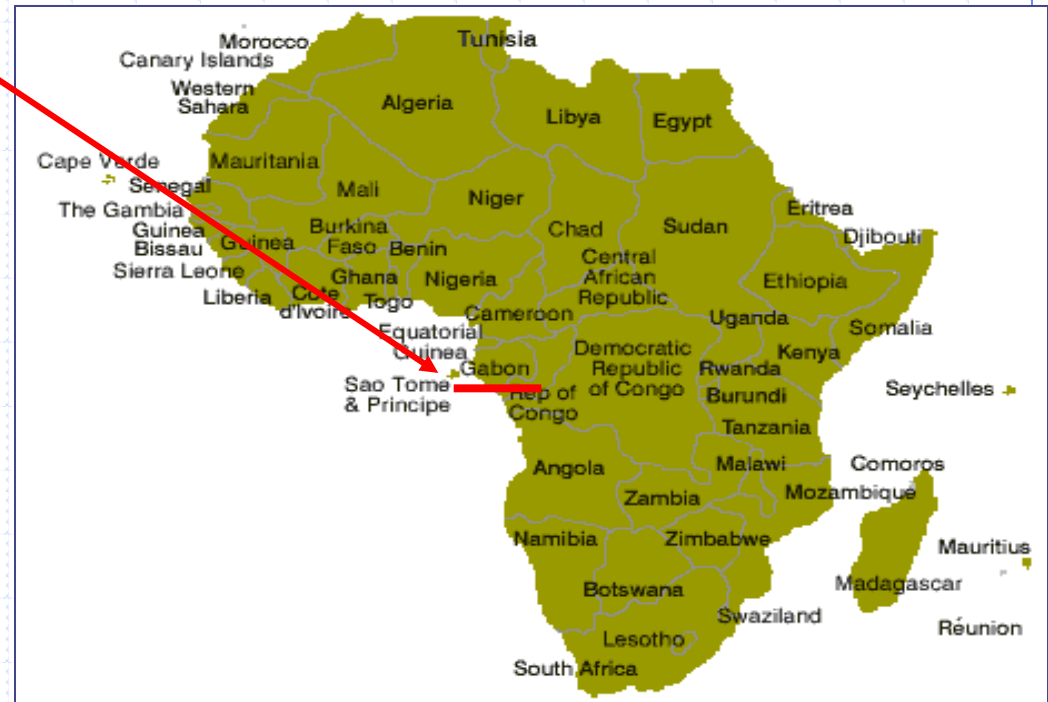 Morocco
Tunisia
Canary Islands
Western
Sahara
Algeria
Libya
Egypt
Cape Verde
Mauritania
Senegal
Mali
Niger
The Gambia
Guinea
Bissau
Guinea
Burkina
Faso
Benin
Chad
Sudan
Eritrea
Djibouti
Sierra Leone
Ghana
Nigeria
Central
African
Republic
Ethiopia
Liberia
Cote
d'Ivoire
Togo
Cameroon
Uganda
Somalia
Equatorial
Guinea
Gabon
Democratic
Republic
of Congo
Rwanda
Kenya
Sao Tome
& Principe
Rep of
Congo
Burundi
Seychelles
Tanzania
Angola
Malawi
Comoros
Zambia
Mozambique
Namibia
Zimbabwe
Mauritius
Botswana
Madagascar
Swaziland
Réunion
Lesotho
South Africa